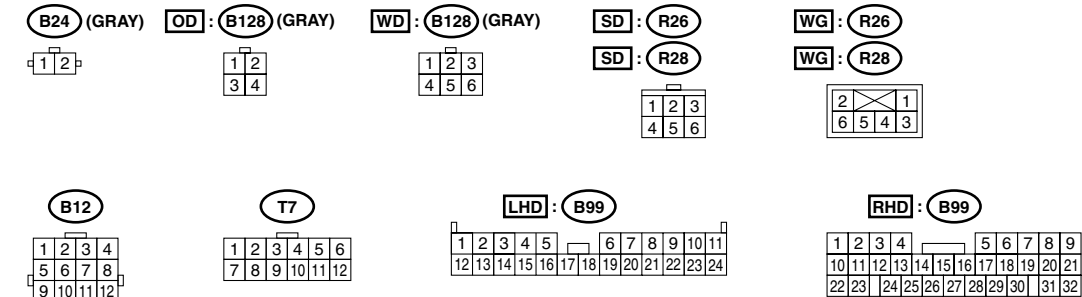 B24 (GRAY) OD : B128 (GRAY) WD : B128 (GRAY) SD : R26 WG : R26
SD : R28 WG : R28
1 2 1 2 1 2 3 1 2 3 2 1
3 4 4 5 6 4 5 6 6 5 4 3
B12 T7 LHD : B99 RHD : B99
1 2 3 4 1 2 3 4 5 6 1 2 3 4 5 6 7 8 9 10 11 1 2 3 4 5 6 7 8 9
5 6 7 8 7 8 9 10 11 12 12 13 14 15 16 17 18 19 20 21 22 23 24 10 11 12 13 14 15 16 17 18 19 20 21
9 10 11 12 22 23 24 25 26 27 28 29 30 31 32